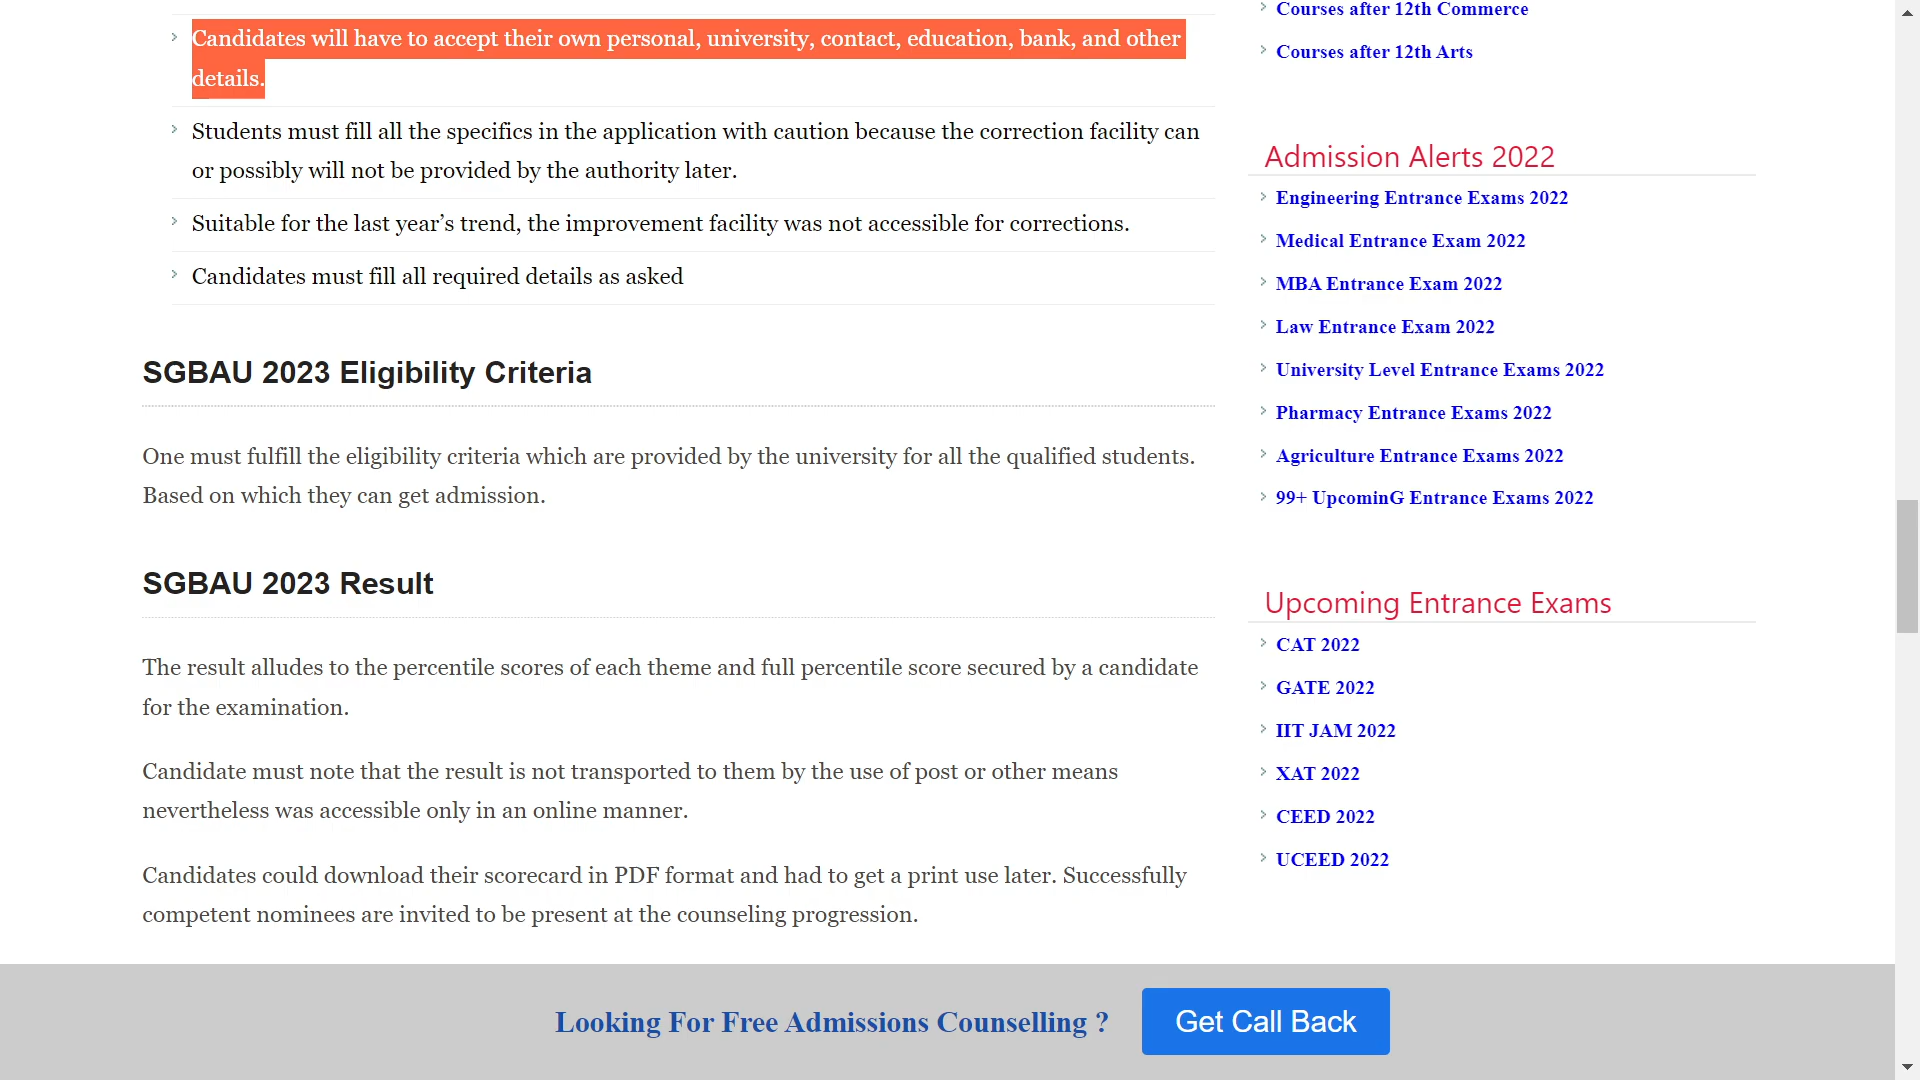 Candidates will have to accept their own personal, university, contact, education, bank, and other
details.
Students must fill all the specifics in the application with caution because the correction facility can
or possibly will not be provided by the authority later.
Suitable for the last year’s trend, the improvement facility was not accessible for corrections.
Candidates must fill all required details as asked
SGBAU 2023 Eligibility Criteria
One must fulfill the eligibility criteria which are provided by the university for all the qualified students.
Based on which they can get admission.
SGBAU 2023 Result
The result alludes to the percentile scores of each theme and full percentile score secured by a candidate
for the examination.
Candidate must note that the result is not transported to them by the use of post or other means
nevertheless was accessible only in an online manner.
Candidates could download their scorecard in PDF format and had to get a print use later. Successfully
competent nominees are invited to be present at the counseling progression.
Courses after 12th Commerce
Courses after 12th Arts
Admission Alerts 2022
Engineering Entrance Exams 2022
Medical Entrance Exam 2022
MBA Entrance Exam 2022
Law Entrance Exam 2022
University Level Entrance Exams 2022
Pharmacy Entrance Exams 2022
Agriculture Entrance Exams 2022
99+ UpcominG Entrance Exams 2022
Upcoming Entrance Exams
CAT 2022
GATE 2022
IIT JAM 2022
XAT 2022
CEED 2022
UCEED 2022
Looking For Free Admissions Counselling ?
Get Call Back